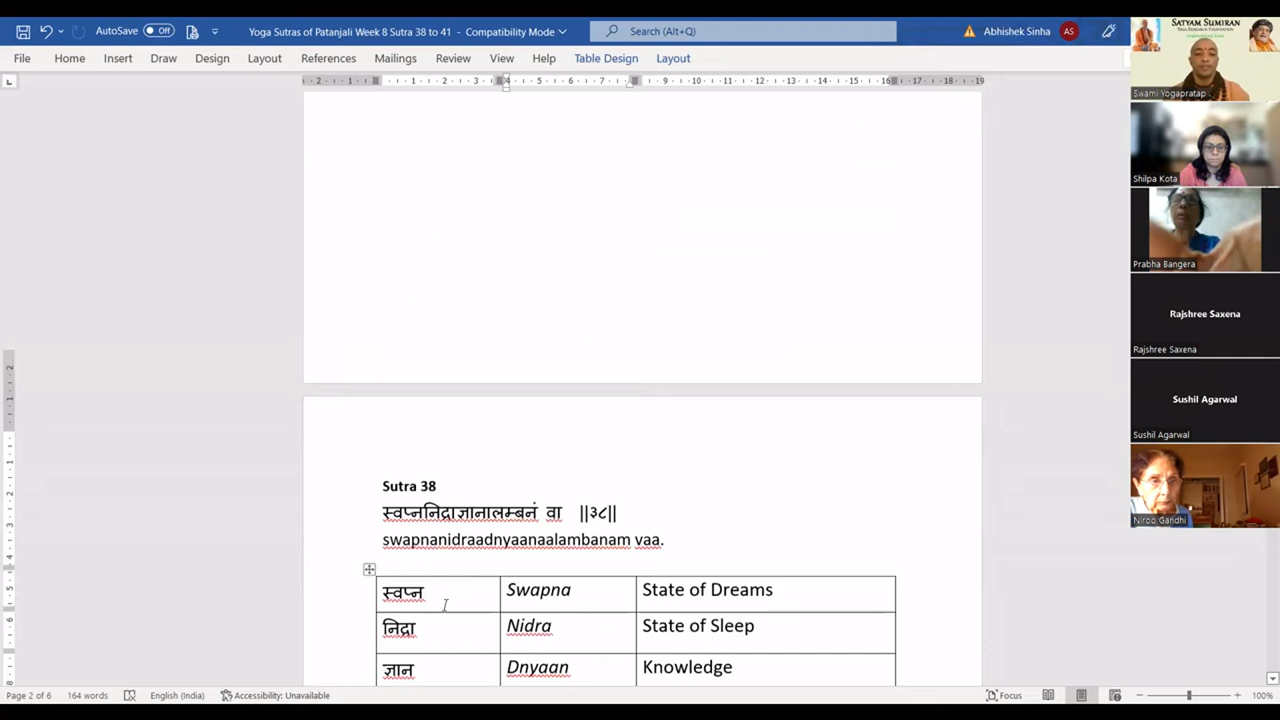 AutoSave Off
Yoga Sutras of Patanjali Week 8 Sutra 38 to 41 - Compatibility Mode
Search (Alt+Q)
Abhishek Sinha AS
File Home Insert Draw Design Layout References Mailings Review View Help Table Design Layout
Sutra 38
स्वप्ननिद्राज्ञानालम्बनं वा ||३८||
swapnanidraadnyaanaalambanam vaa.
स्वप्न Swapna State of Dreams
निद्रा Nidra State of Sleep
ज्ञान Dnyaan Knowledge
Page 2 of 6 164 words English (India) Accessibility: Unavailable Focus 100%
SATYAM SUMIRAN
YOGA RESEARCH FOUNDATION
Swami Yogapratap
Shilpa Kota
Prabha Bangera
Rajshree Saxena
Rajshree Saxena
Sushil Agarwal
Sushil Agarwal
Niroo Gandhi